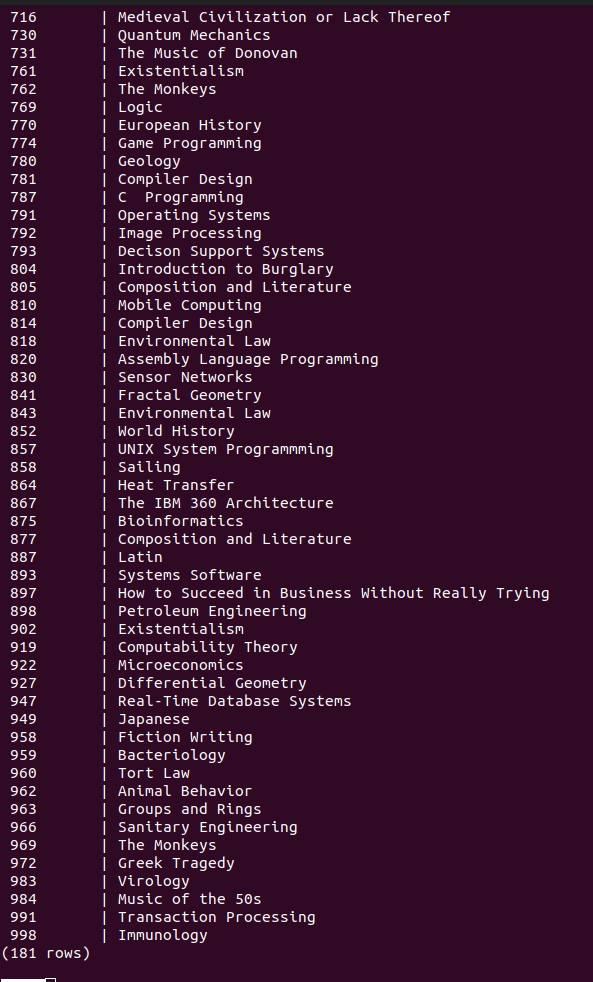 716 | Medieval Civilization or Lack Thereof
730 | Quantum Mechanics
731 | The Music of Donovan
761 | Existentialism
762 | The Monkeys
769 | Logic
770 | European History
774 | Game Programming
780 | Geology
781 | Compiler Design
787 | C  Programming
791 | Operating Systems
792 | Image Processing
793 | Decison Support Systems
804 | Introduction to Burglary
805 | Composition and Literature
810 | Mobile Computing
814 | Compiler Design
818 | Environmental Law
820 | Assembly Language Programming
830 | Sensor Networks
841 | Fractal Geometry
843 | Environmental Law
852 | World History
857 | UNIX System Programmming
858 | Sailing
864 | Heat Transfer
867 | The IBM 360 Architecture
875 | Bioinformatics
877 | Composition and Literature
887 | Latin
893 | Systems Software
897 | How to Succeed in Business Without Really Trying
898 | Petroleum Engineering
902 | Existentialism
919 | Computability Theory
922 | Microeconomics
927 | Differential Geometry
947 | Real-Time Database Systems
949 | Japanese
958 | Fiction Writing
959 | Bacteriology
960 | Tort Law
962 | Animal Behavior
963 | Groups and Rings
966 | Sanitary Engineering
969 | The Monkeys
972 | Greek Tragedy
983 | Virology
984 | Music of the 50s
991 | Transaction Processing
998 | Immunology
(181 rows)